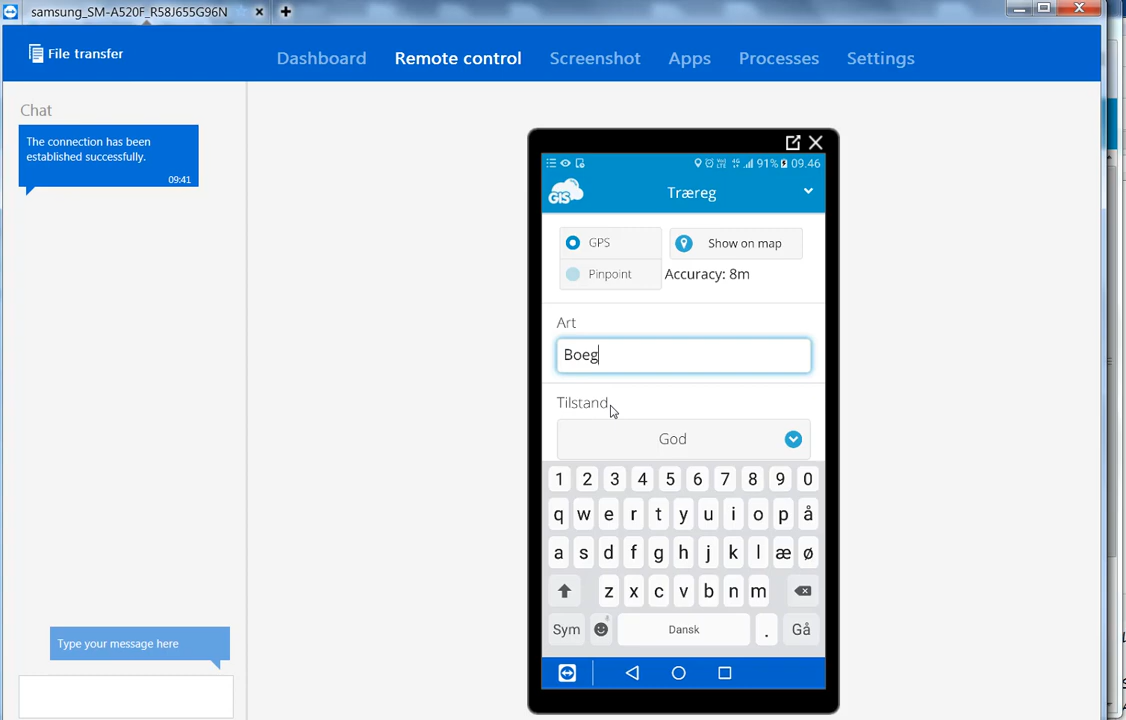 samsung_SM-A520F_R58J655G96N
File transfer
Dashboard
Remote control
Screenshot
Apps
Processes
Settings
Chat
The connection has been
established successfully.
09:41
91% 09.46
GIS
Træreg
GPS
Show on map
Pinpoint
Accuracy: 8m
Art
Boeg
Tilstand
God
1 2 3 4 5 6 7 8 9 0
q w e r t y u i o p å
a s d f g h j k l æ ø
z x c v b n m
Sym Dansk . Gå
Type your message here